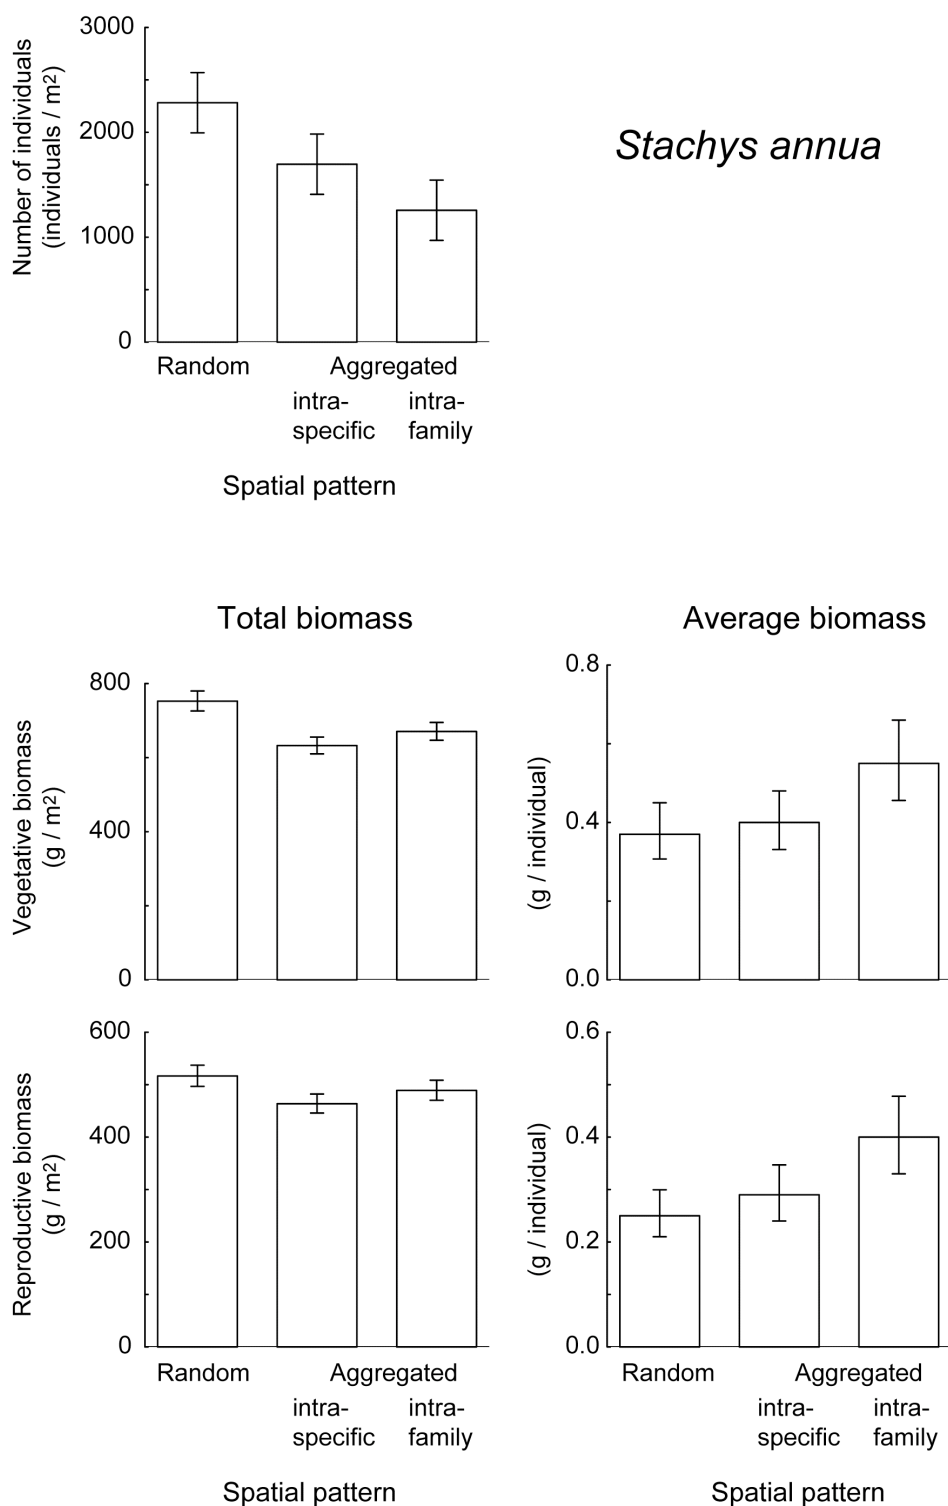 Stachys annua
Number of individuals
(individuals / m²)
3000
2000
1000
0
Random
Aggregated
intra-
specific
intra-
family
Spatial pattern
Total biomass
Average biomass
Vegetative biomass
(g / m²)
800
400
0
(g / individual)
0.8
0.4
0.0
Reproductive biomass
(g / m²)
600
400
200
0
(g / individual)
0.6
0.4
0.2
0.0
Random
Aggregated
intra-
specific
intra-
family
Spatial pattern
Random
Aggregated
intra-
specific
intra-
family
Spatial pattern